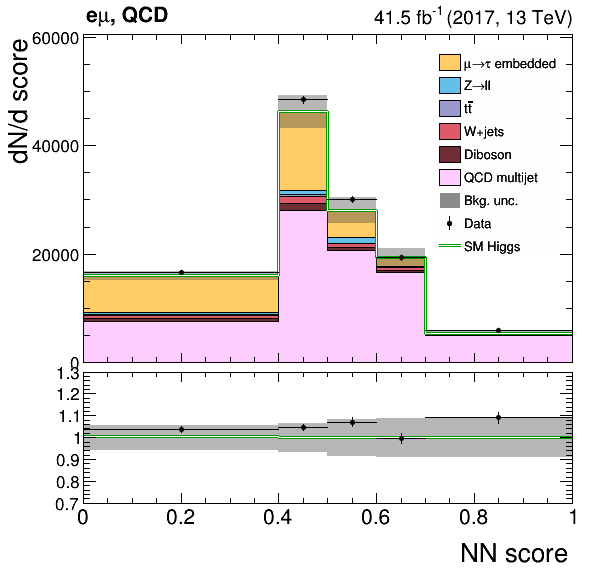 eμ, QCD
41.5 fb⁻¹ (2017, 13 TeV)
dN/d score
60000
40000
20000
0
μ→τ embedded
Z→ll
tt̅
W+jets
Diboson
QCD multijet
Bkg. unc.
Data
SM Higgs
1.3
1.2
1.1
1
0.9
0.8
0.7
0 0.2 0.4 0.6 0.8 1
NN score